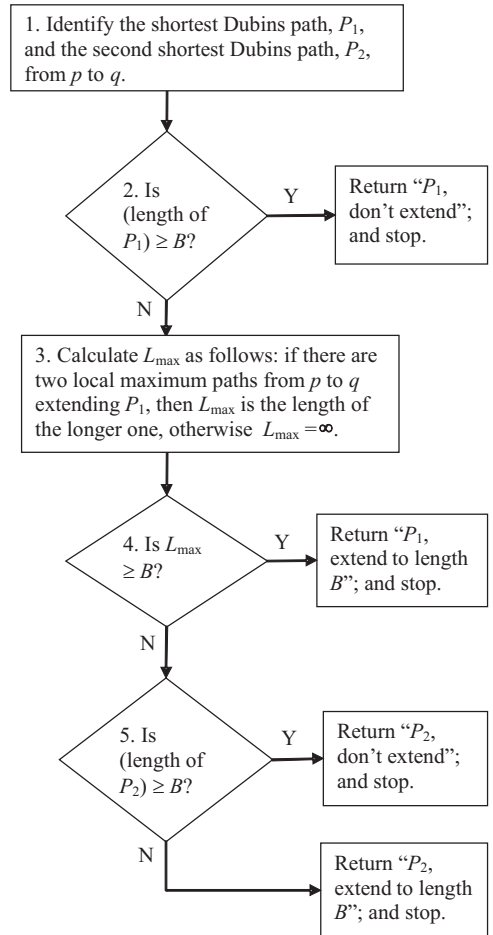 1. Identify the shortest Dubins path, P1,
and the second shortest Dubins path, P2,
from p to q.
2. Is
(length of
P1) ≥ B?
Y
Return “P1,
don’t extend”;
and stop.
N
3. Calculate Lmax as follows: if there are
two local maximum paths from p to q
extending P1, then Lmax is the length of
the longer one, otherwise Lmax =∞.
4. Is Lmax
≥ B?
Y
Return “P1,
extend to length
B”; and stop.
N
5. Is
(length of
P2) ≥ B?
Y
Return “P2,
don’t extend”;
and stop.
N
Return “P2,
extend to length
B”; and stop.